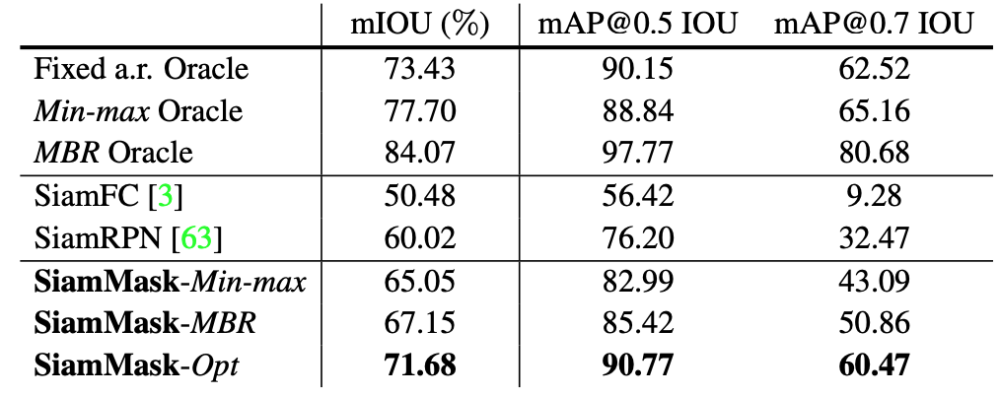 mIOU (%) mAP@0.5 IOU mAP@0.7 IOU
Fixed a.r. Oracle 73.43 90.15 62.52
Min-max Oracle 77.70 88.84 65.16
MBR Oracle 84.07 97.77 80.68
SiamFC [3] 50.48 56.42 9.28
SiamRPN [63] 60.02 76.20 32.47
SiamMask-Min-max 65.05 82.99 43.09
SiamMask-MBR 67.15 85.42 50.86
SiamMask-Opt 71.68 90.77 60.47